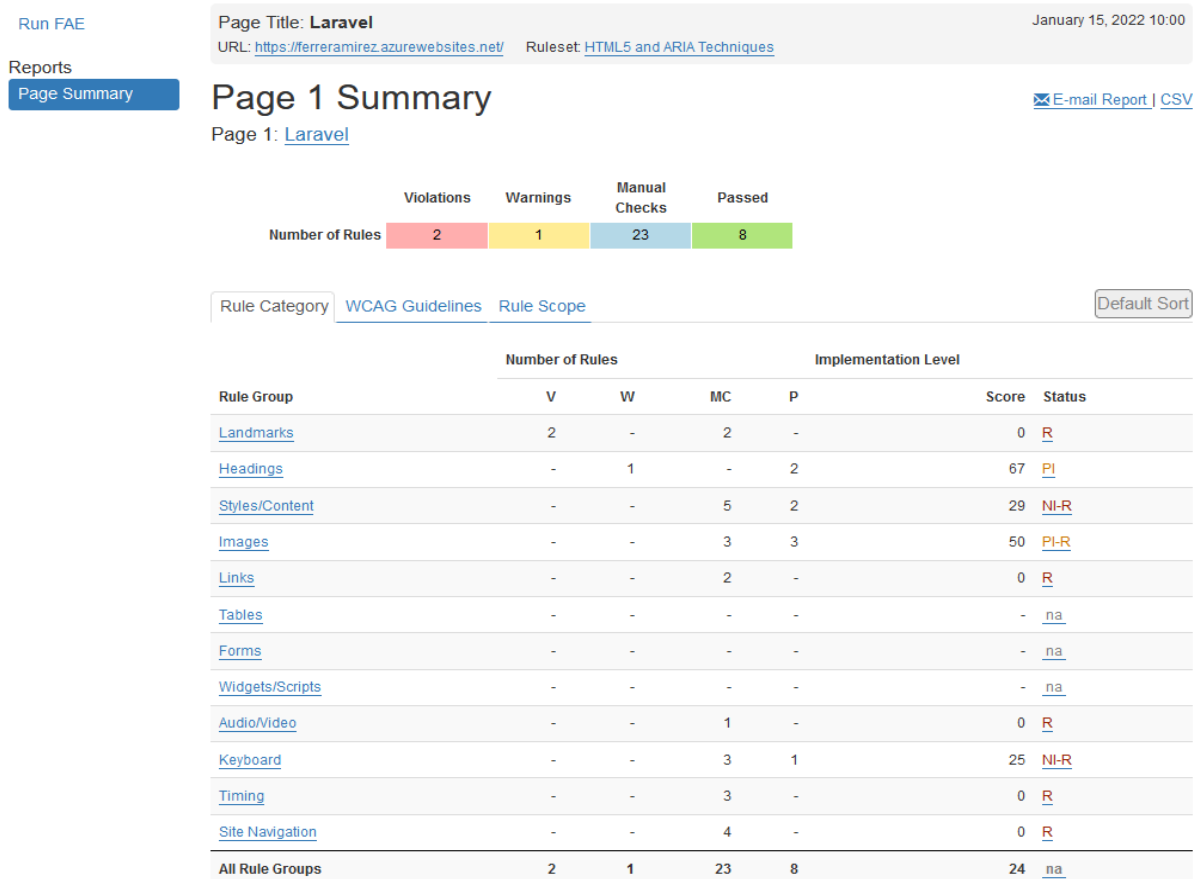 Run FAE
Reports
Page Summary
Page Title: Laravel
January 15, 2022 10:00
URL: https://ferreramirez.azurewebsites.net/ Ruleset: HTML5 and ARIA Techniques
Page 1 Summary
E-mail Report | CSV
Page 1: Laravel
Violations Warnings Manual Checks Passed
Number of Rules 2 1 23 8
Rule Category WCAG Guidelines Rule Scope Default Sort
Number of Rules Implementation Level
Rule Group V W MC P Score Status
Landmarks 2 - 2 - 0 R
Headings - 1 - 2 67 PI
Styles/Content - - 5 2 29 NI-R
Images - - 3 3 50 PI-R
Links - - 2 - 0 R
Tables - - - - - na
Forms - - - - - na
Widgets/Scripts - - - - - na
Audio/Video - - 1 - 0 R
Keyboard - - 3 1 25 NI-R
Timing - - 3 - 0 R
Site Navigation - - 4 - 0 R
All Rule Groups 2 1 23 8 24 na